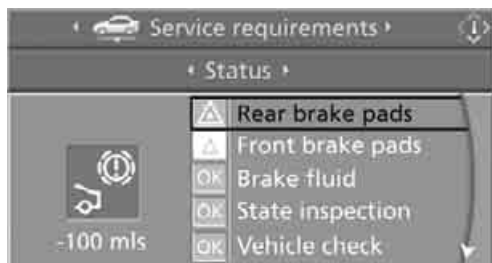 Service requirements
Status
Rear brake pads
Front brake pads
OK Brake fluid
OK State inspection
-100 mls OK Vehicle check